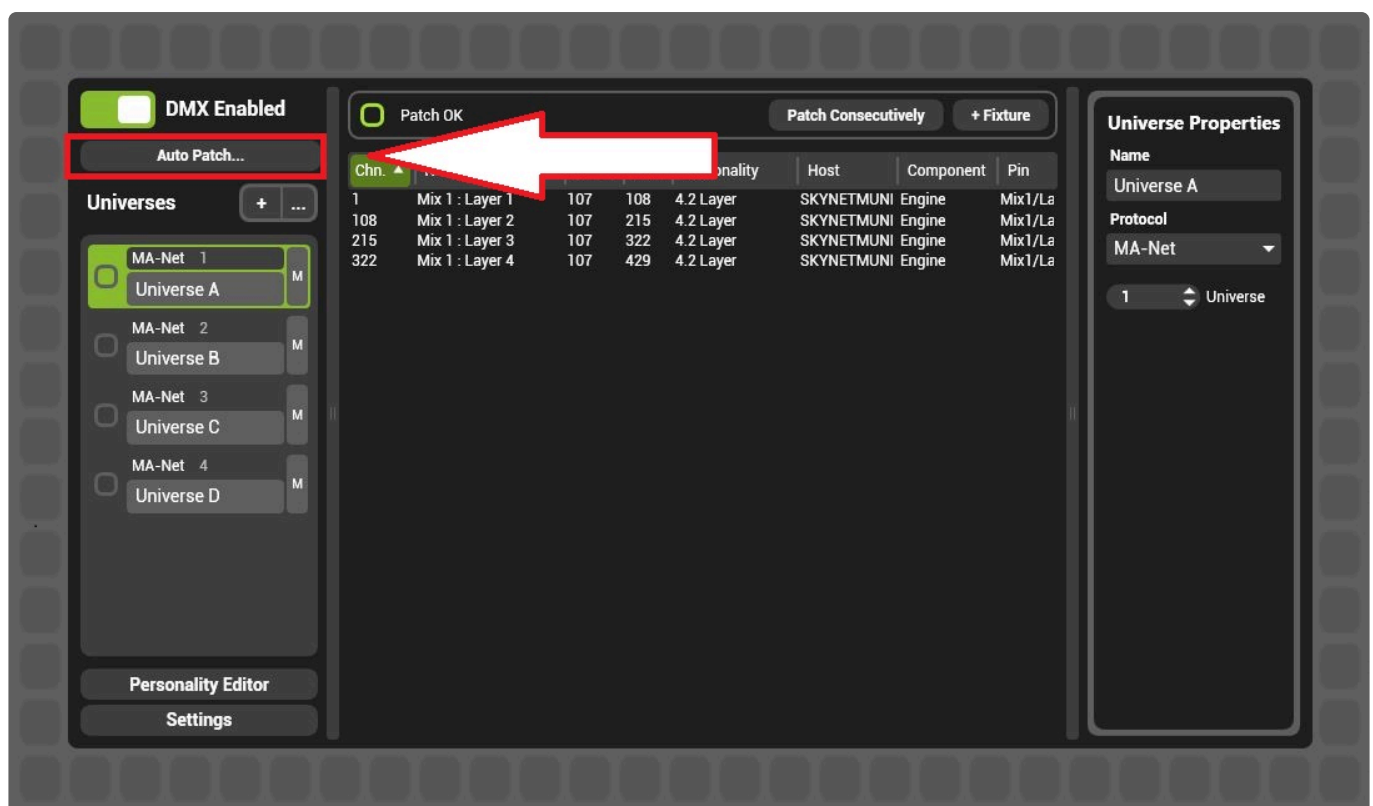 DMX Enabled
Auto Patch...
Universes + ...
MA-Net 1
Universe A
M
MA-Net 2
Universe B
M
MA-Net 3
Universe C
M
MA-Net 4
Universe D
M
Personality Editor
Settings
Patch OK Patch Consecutively + Fixture
Chn. Host Component Pin
1 Mix 1 : Layer 1 107 108 4.2 Layer SKYNETMUNI Engine Mix1/La
108 Mix 1 : Layer 2 107 215 4.2 Layer SKYNETMUNI Engine Mix1/La
215 Mix 1 : Layer 3 107 322 4.2 Layer SKYNETMUNI Engine Mix1/La
322 Mix 1 : Layer 4 107 429 4.2 Layer SKYNETMUNI Engine Mix1/La
Universe Properties
Name
Universe A
Protocol
MA-Net
1 Universe